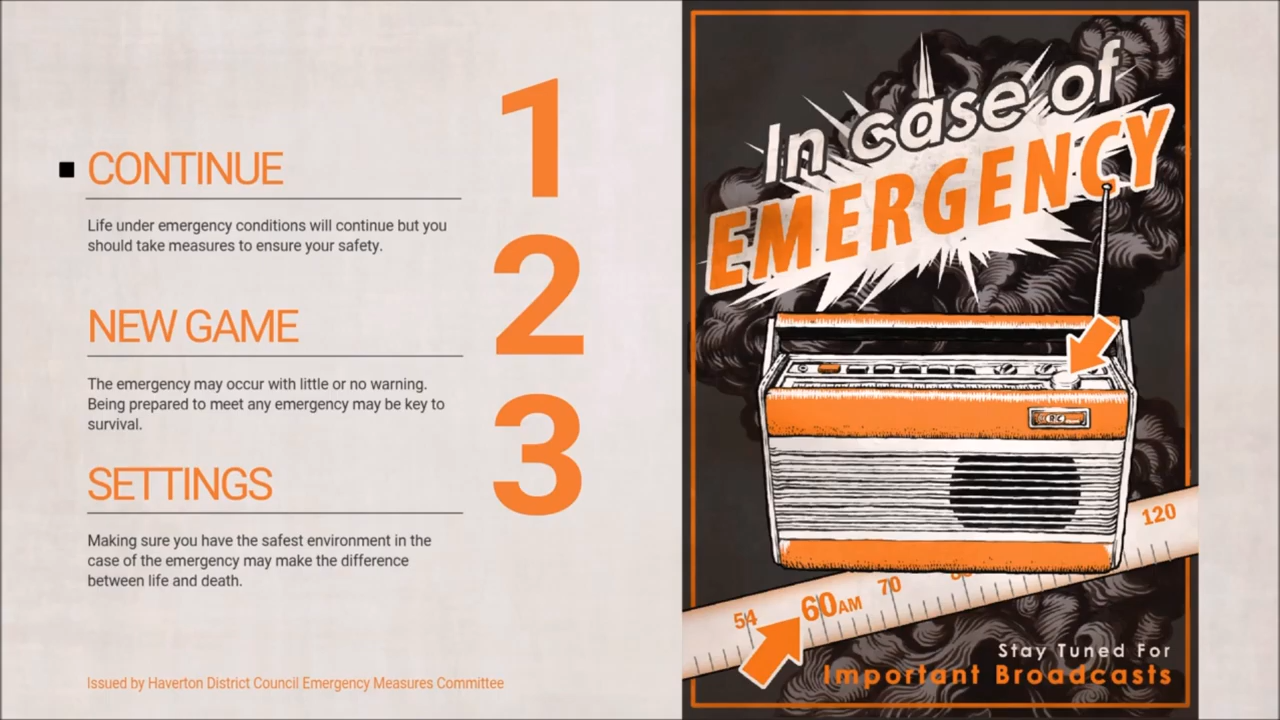 CONTINUE
Life under emergency conditions will continue but you
should take measures to ensure your safety.
1
NEW GAME
The emergency may occur with little or no warning.
Being prepared to meet any emergency may be key to
survival.
2
SETTINGS
Making sure you have the safest environment in the
case of the emergency may make the difference
between life and death.
3
Issued by Haverton District Council Emergency Measures Committee
In case of
EMERGENCY
54 60AM 70 120
Stay Tuned For
Important Broadcasts